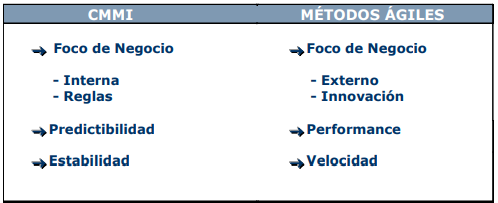 CMMI
MÉTODOS ÁGILES
Foco de Negocio
- Interna
- Reglas
Predictibilidad
Estabilidad
Foco de Negocio
- Externo
- Innovación
Performance
Velocidad